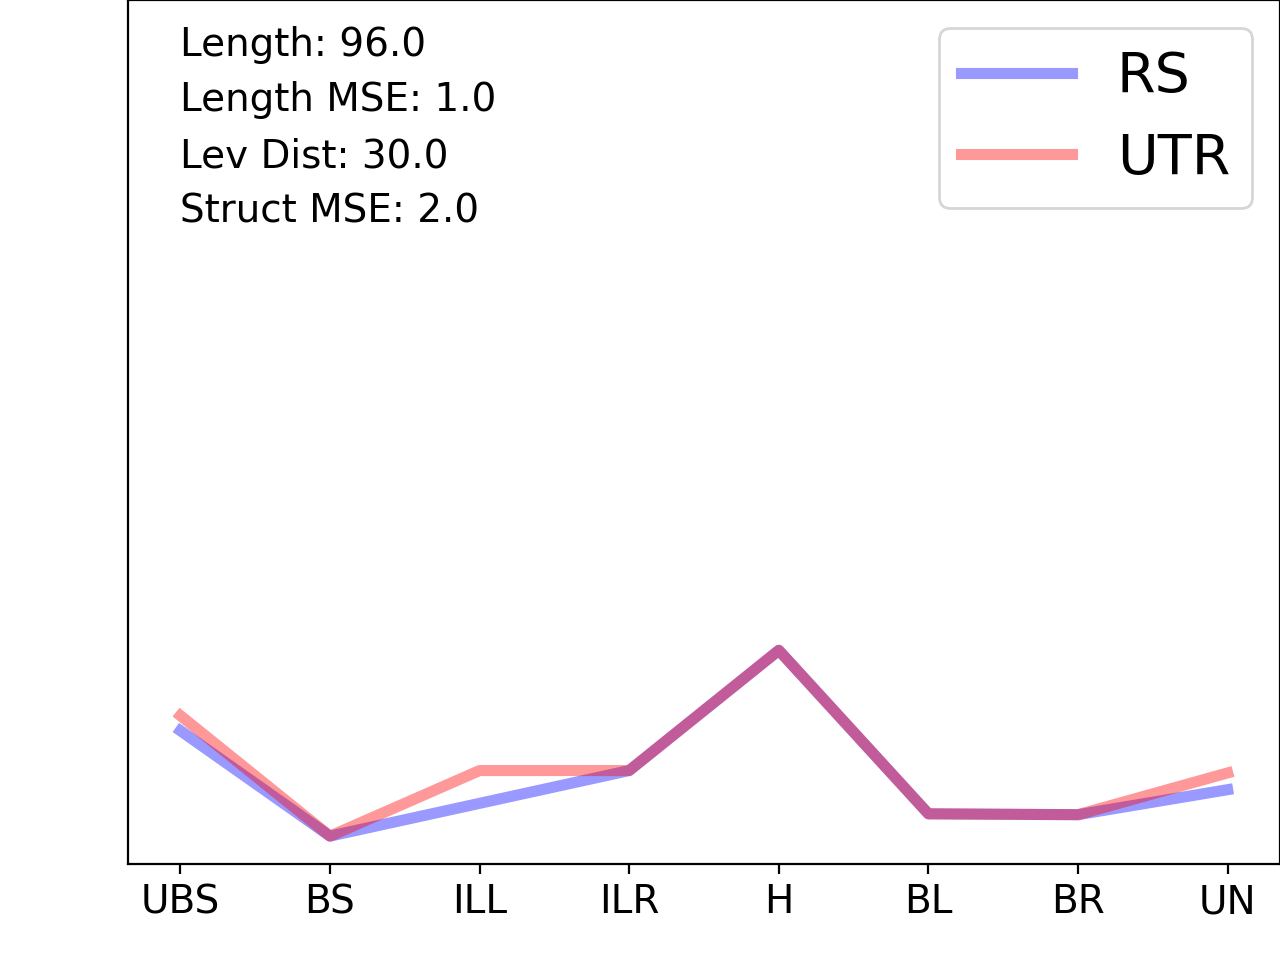 Length: 96.0
Length MSE: 1.0
Lev Dist: 30.0
Struct MSE: 2.0
RS
UTR
UBS BS ILL ILR H BL BR UN